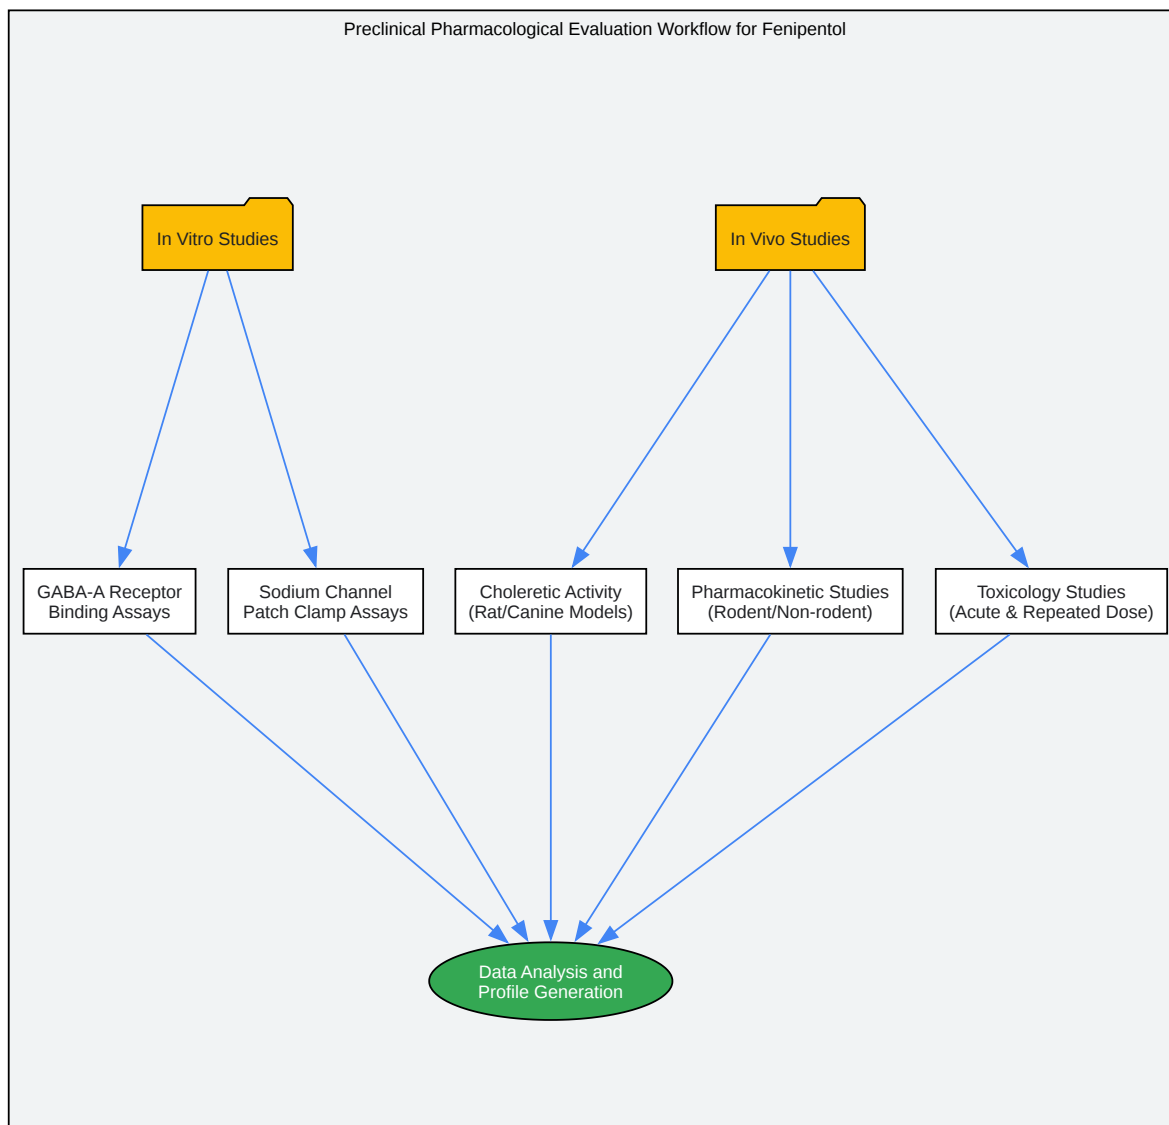 Preclinical Pharmacological Evaluation Workflow for Fenipentol
In Vitro Studies
In Vivo Studies
GABA-A Receptor
Binding Assays
Sodium Channel
Patch Clamp Assays
Choleretic Activity
(Rat/Canine Models)
Pharmacokinetic Studies
(Rodent/Non-rodent)
Toxicology Studies
(Acute & Repeated Dose)
Data Analysis and
Profile Generation